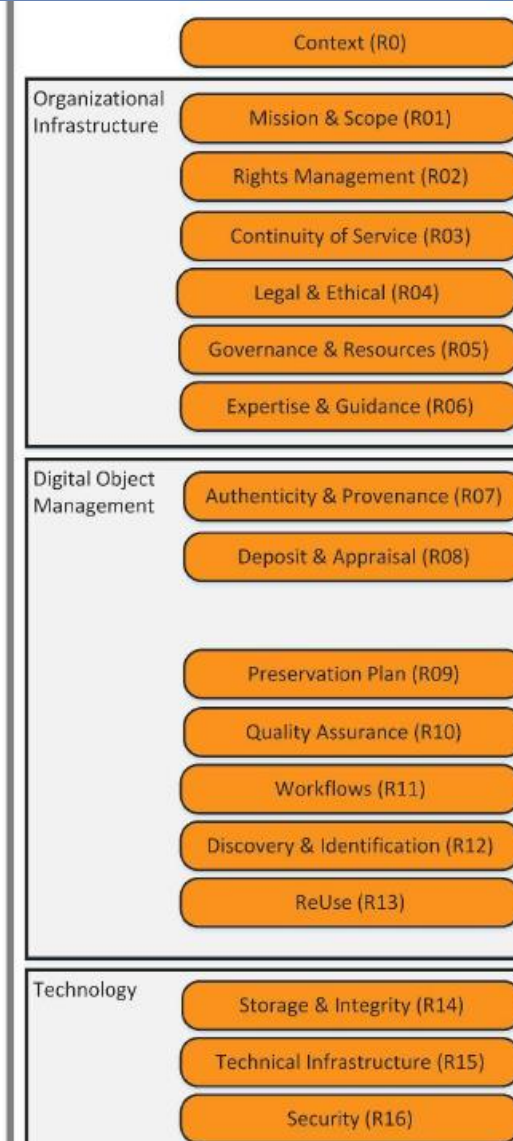 Context (R0)
Organizational
Infrastructure
Mission & Scope (R01)
Rights Management (R02)
Continuity of Service (R03)
Legal & Ethical (R04)
Governance & Resources (R05)
Expertise & Guidance (R06)
Digital Object
Management
Authenticity & Provenance (R07)
Deposit & Appraisal (R08)
Preservation Plan (R09)
Quality Assurance (R10)
Workflows (R11)
Discovery & Identification (R12)
ReUse (R13)
Technology
Storage & Integrity (R14)
Technical Infrastructure (R15)
Security (R16)